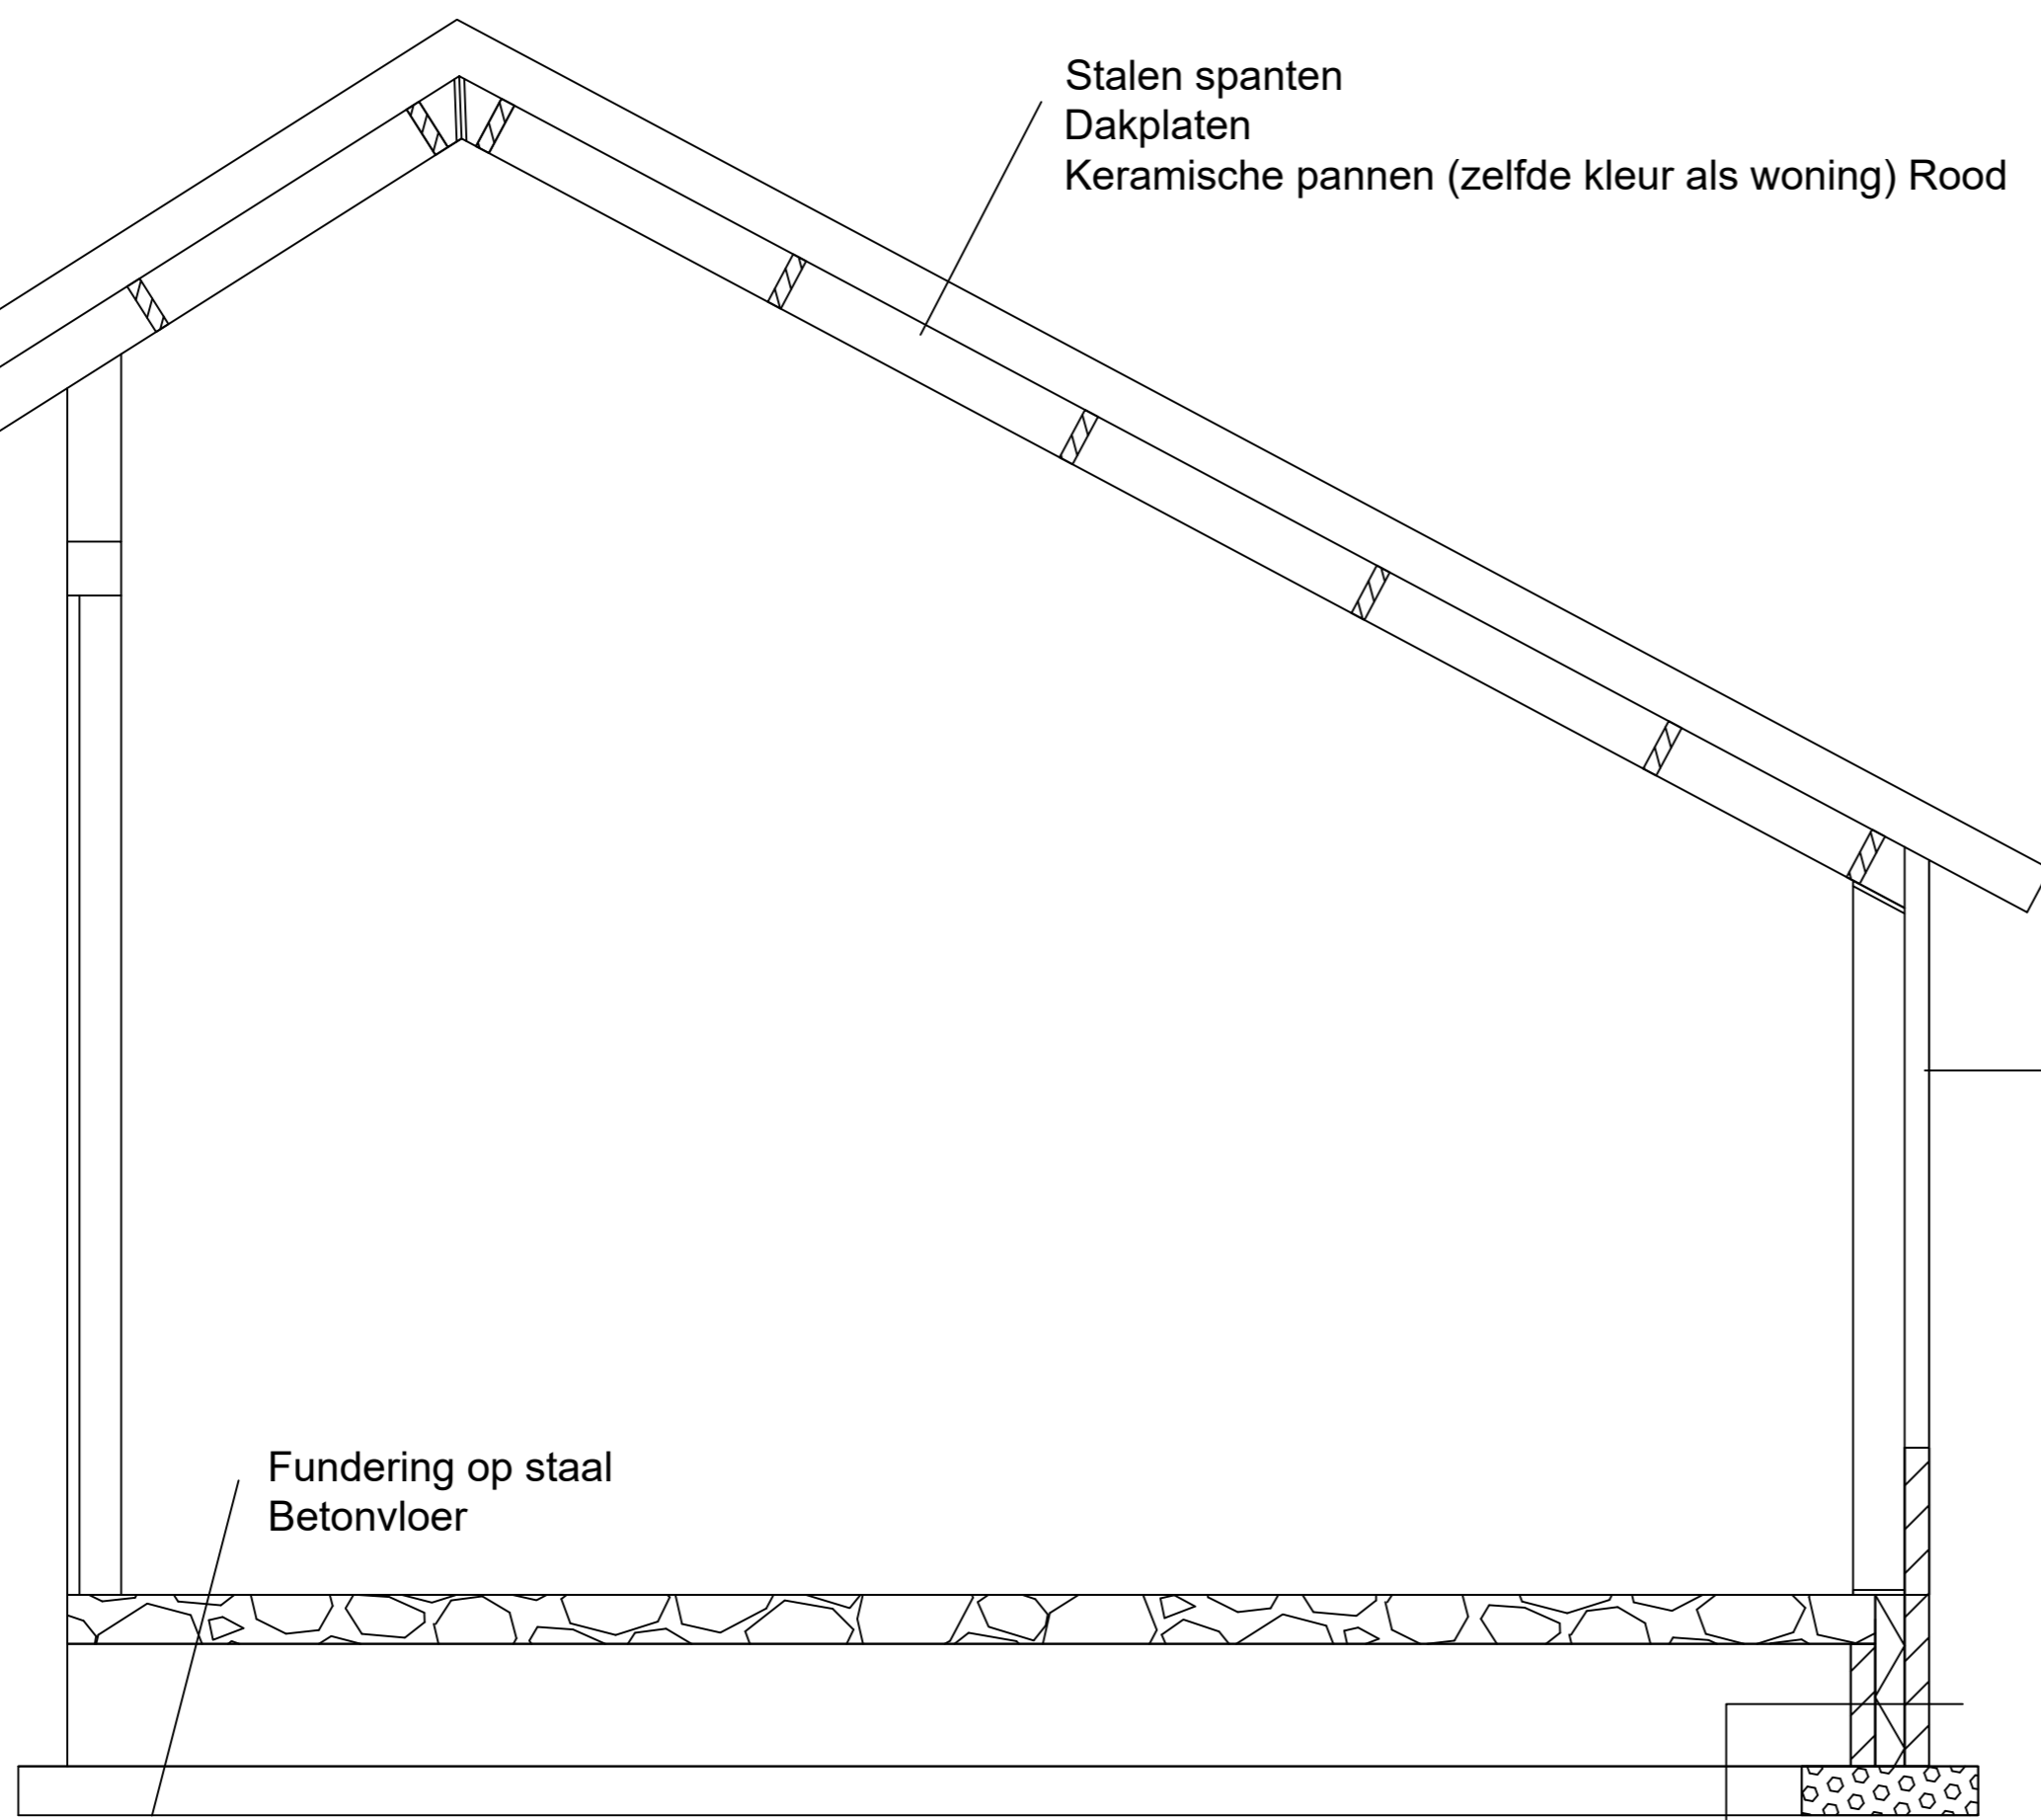 Stalen spanten
Dakplaten
Keramische pannen (zelfde kleur als woning) Rood
Fundering op staal
Betonvloer